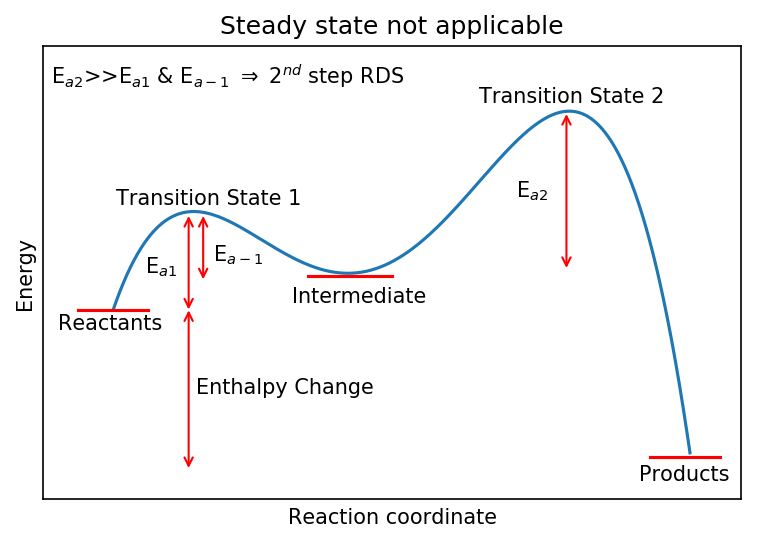 Steady state not applicable
E_{a2}>>E_{a1} & E_{a−1} ⇒ 2^{nd} step RDS
Transition State 2
Transition State 1
E_{a2}
E_{a−1}
E_{a1}
Intermediate
Reactants
Enthalpy Change
Products
Energy
Reaction coordinate